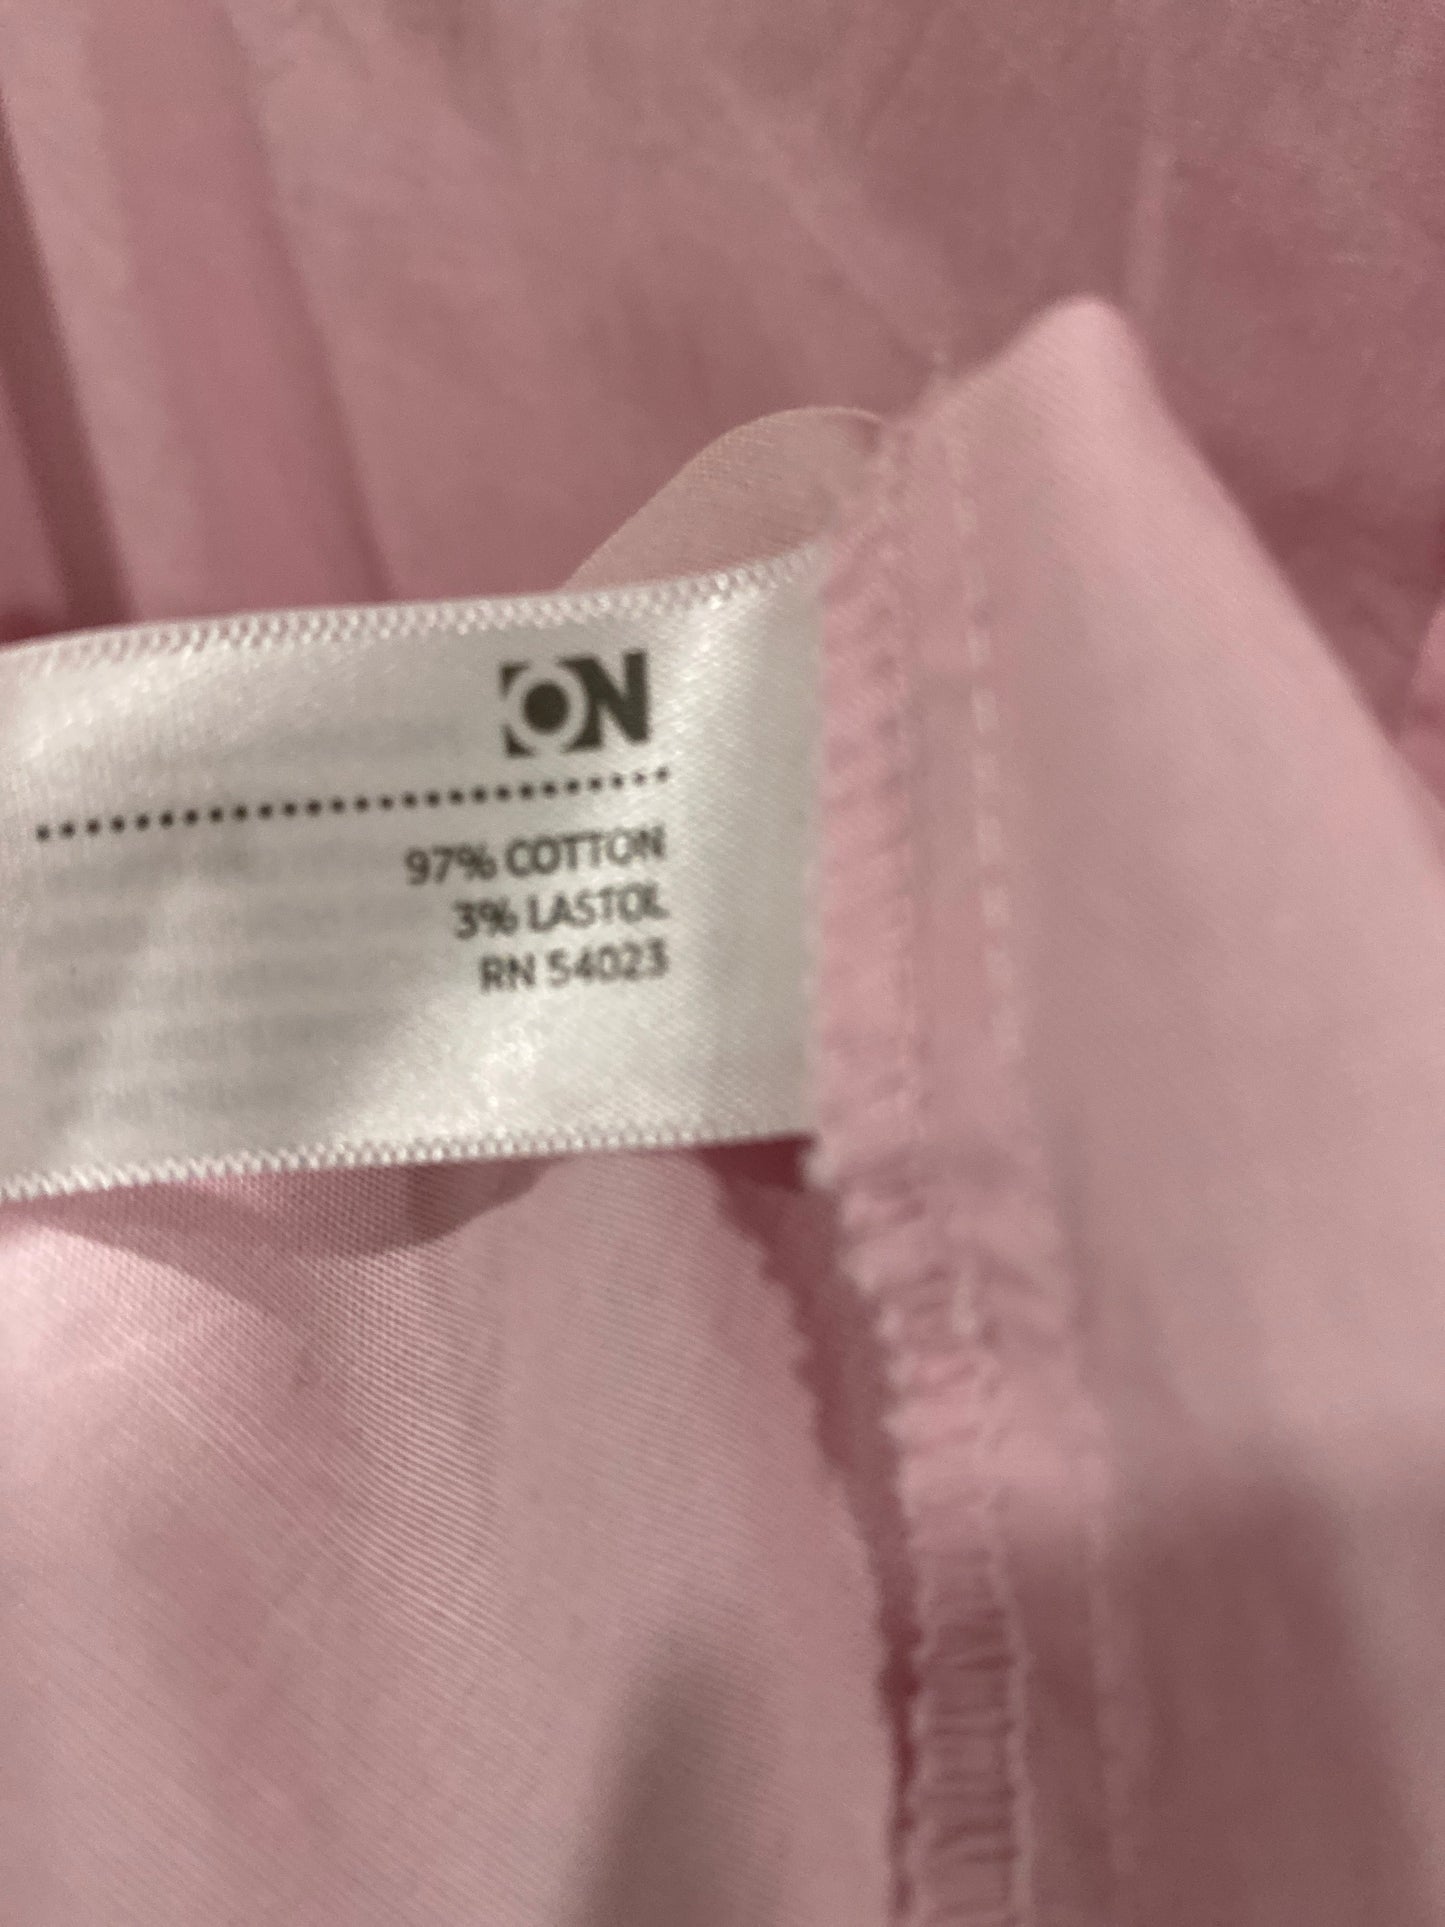 ON
97% COTTON
3% LASTOL
RN 54023